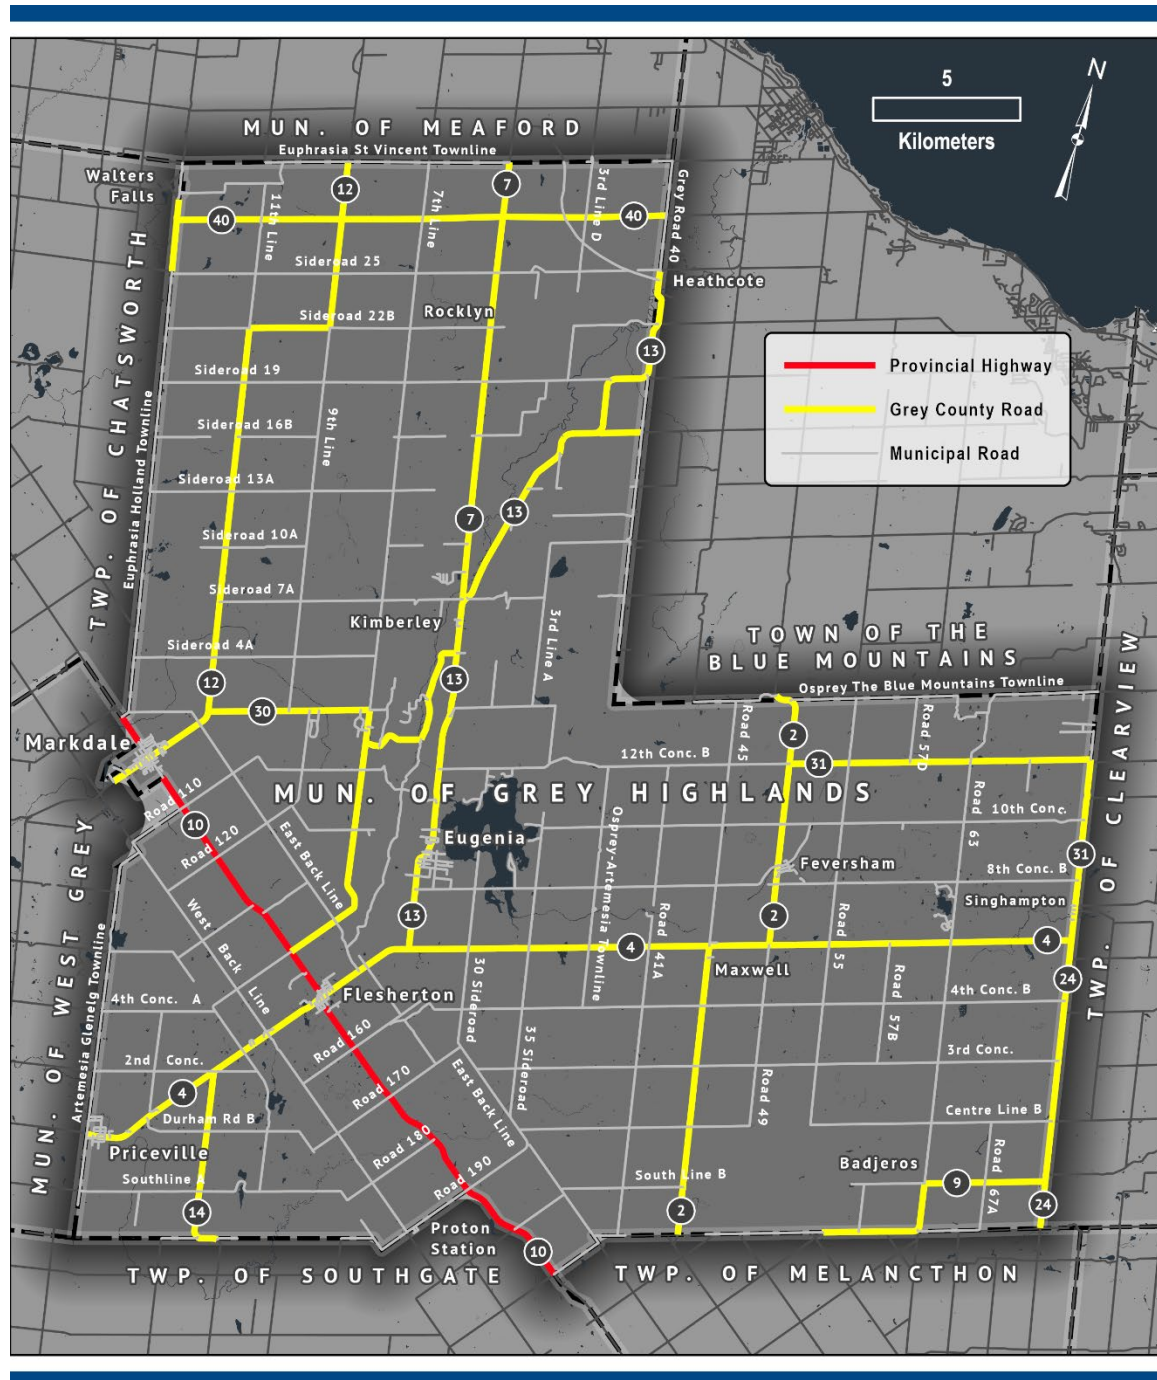 MUN. OF MEAFORD
Euphrasia St Vincent Townline
5
Kilometers
N
Walters
Falls
12
7
40
40
11th Line
7th Line
3rd Line D
Grey Road 40
Sideroad 25
Heathcote
Sideroad 22B
Rocklyn
13
Provincial Highway
Grey County Road
Municipal Road
Sideroad 19
TWP. OF CHATSWORTH
Euphrasia Holland Townline
Sideroad 16B
9th Line
Sideroad 13A
7
13
Sideroad 10A
Sideroad 7A
Kimberley
3rd Line A
Sideroad 4A
12
13
TOWN OF THE
BLUE MOUNTAINS
Osprey The Blue Mountains Townline
TWP. OF CLEARVIEW
30
Markdale
Road 45
2
Road 57D
12th Conc. B
31
MUN. OF GREY HIGHLANDS
Road 110
10
Road 120
East Back Line
Eugenia
Osprey-Artemesia Townline
Road 63
10th Conc.
31
Feversham
8th Conc. B
Singhampton
MUN. OF WEST GREY
Artemesia Glenelg Townline
West Back Line
13
2
4
Road 41A
Road 55
4
Maxwell
24
30 Sideroad
Flesherton
4th Conc. A
Road 57B
4th Conc. B
35 Sideroad
Road 160
2nd Conc.
3rd Conc.
Road 170
East Back Line
Road 49
4
Durham Rd B
Centre Line B
Priceville
Road 180
Southline A
Road 190
South Line B
Badjeros
9
Road 67A
14
Proton
Station
10
2
24
TWP. OF SOUTHGATE
TWP. OF MELANCTHON